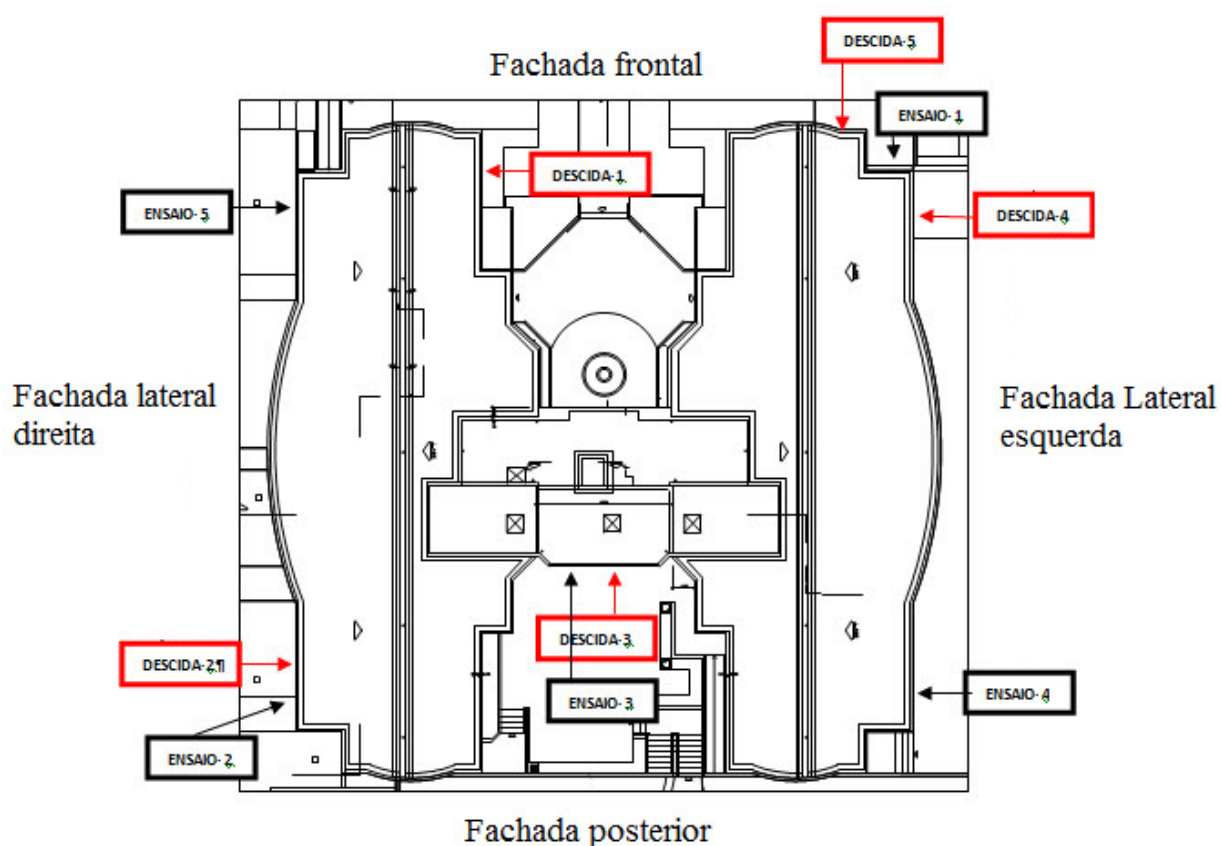 DESCIDA-5
Fachada frontal
ENSAIO-1
DESCIDA-1
ENSAIO-5
DESCIDA-4
Fachada lateral
direita
Fachada Lateral
esquerda
DESCIDA-3
DESCIDA-2¶
ENSAIO-3
ENSAIO-4
ENSAIO-2
Fachada posterior